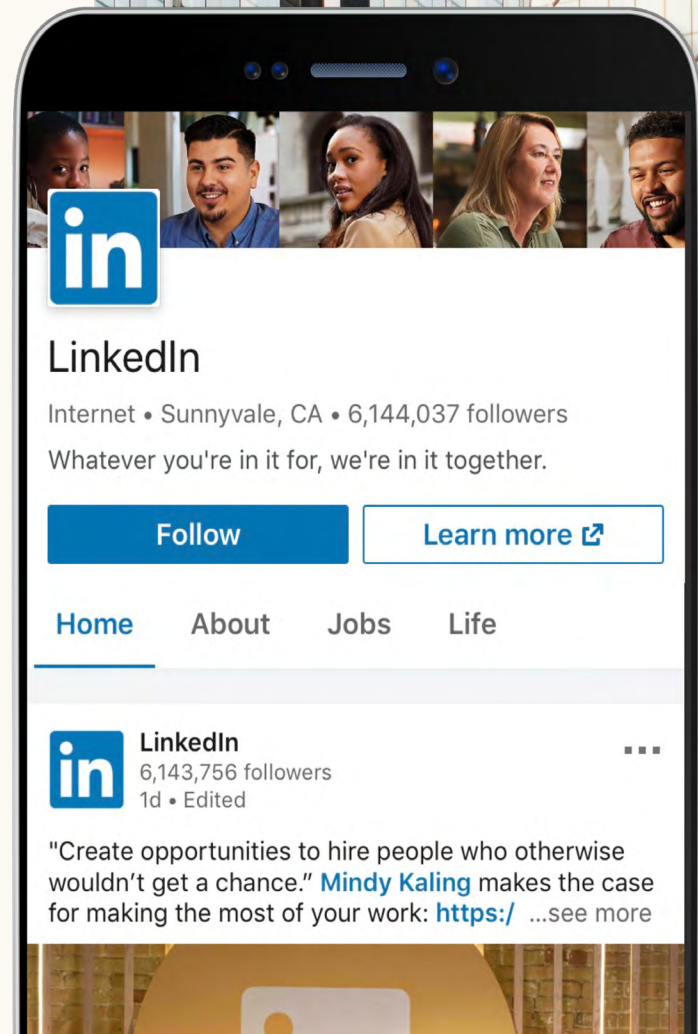 in
LinkedIn
Internet • Sunnyvale, CA • 6,144,037 followers
Whatever you're in it for, we're in it together.
Follow
Learn more
Home About Jobs Life
in
LinkedIn
6,143,756 followers
1d • Edited
"Create opportunities to hire people who otherwise
wouldn’t get a chance.” Mindy Kaling makes the case
for making the most of your work: https:/ ...see more